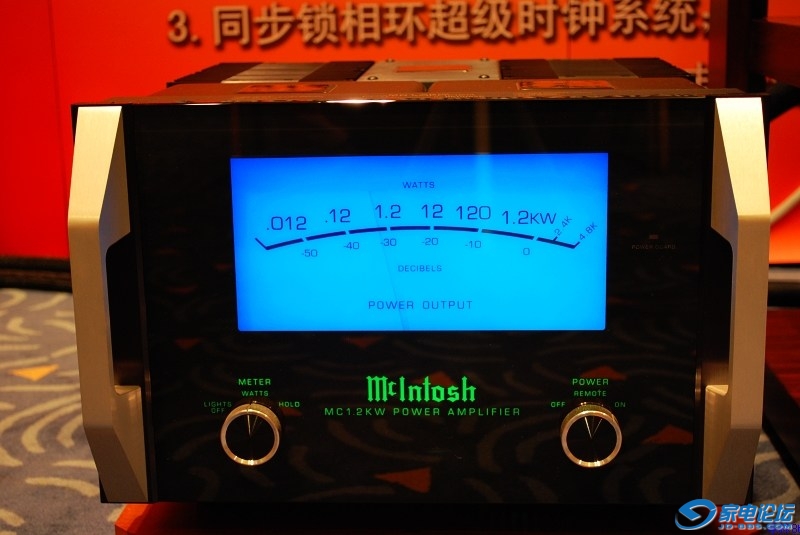 3. 同步锁相环超级时钟系统
WATTS
.012 .12 1.2 12 120 1.2KW 2.4K 4.8K
-50 -40 -30 -20 -10 0
DECIBELS
POWER OUTPUT
POWER GUARD
METER
WATTS
LIGHTS OFF HOLD
McIntosh
MC1.2KW POWER AMPLIFIER
POWER
REMOTE
OFF ON
家电论坛
JD-BBS.COM